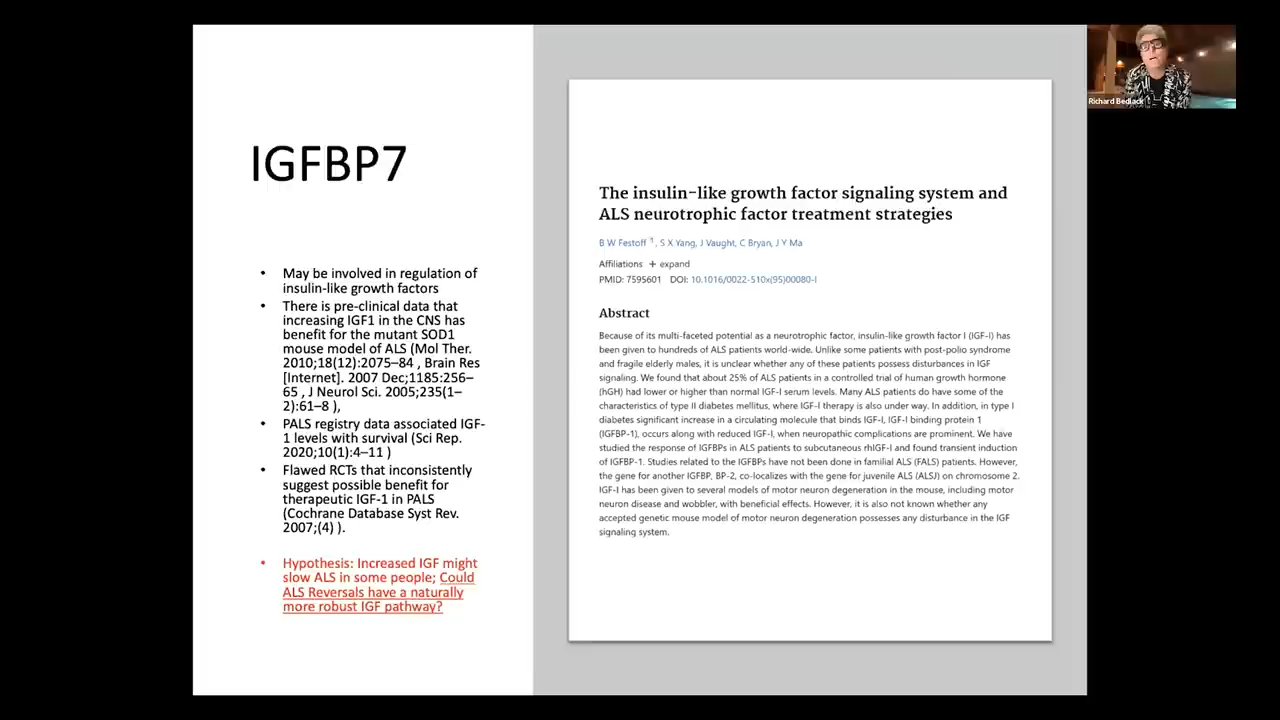 IGFBP7
• May be involved in regulation of
insulin-like growth factors
• There is pre-clinical data that
increasing IGF1 in the CNS has
benefit for the mutant SOD1
mouse model of ALS (Mol Ther.
2010;18(12):2075–84 , Brain Res
[Internet]. 2007 Dec;1185:256–
65 , J Neurol Sci. 2005;235(1–
2):61–8 ),
• PALS registry data associated IGF-
1 levels with survival (Sci Rep.
2020;10(1):4–11 )
• Flawed RCTs that inconsistently
suggest possible benefit for
therapeutic IGF-1 in PALS
(Cochrane Database Syst Rev.
2007;(4) ).
• Hypothesis: Increased IGF might
slow ALS in some people; Could
ALS Reversals have a naturally
more robust IGF pathway?
The insulin-like growth factor signaling system and
ALS neurotrophic factor treatment strategies
B W Festoff ¹, S X Yang, J Vaught, C Bryan, J Y Ma
Affiliations + expand
PMID: 7595601 DOI: 10.1016/0022-510x(95)00080-l
Abstract
Because of its multi-faceted potential as a neurotrophic factor, insulin-like growth factor I (IGF-I) has
been given to hundreds of ALS patients world-wide. Unlike some patients with post-polio syndrome
and fragile elderly males, it is unclear whether any of these patients possess disturbances in IGF
signaling. We found that about 25% of ALS patients in a controlled trial of human growth hormone
(hGH) had lower or higher than normal IGF-I serum levels. Many ALS patients do have some of the
characteristics of type II diabetes mellitus, where IGF-I therapy is also under way. In addition, in type I
diabetes significant increase in a circulating molecule that binds IGF-I, IGF-I binding protein 1
(IGFBP-1), occurs along with reduced IGF-I, when neuropathic complications are prominent. We have
studied the response of IGFBPs in ALS patients to subcutaneous rhIGF-I and found transient induction
of IGFBP-1. Studies related to the IGFBPs have not been done in familial ALS (FALS) patients. However,
the gene for another IGFBP, BP-2, co-localizes with the gene for juvenile ALS (ALSJ) on chromosome 2.
IGF-I has been given to several models of motor neuron degeneration in the mouse, including motor
neuron disease and wobbler, with beneficial effects. However, it is also not known whether any
accepted genetic mouse model of motor neuron degeneration possesses any disturbance in the IGF
signaling system.
Richard Bedlack